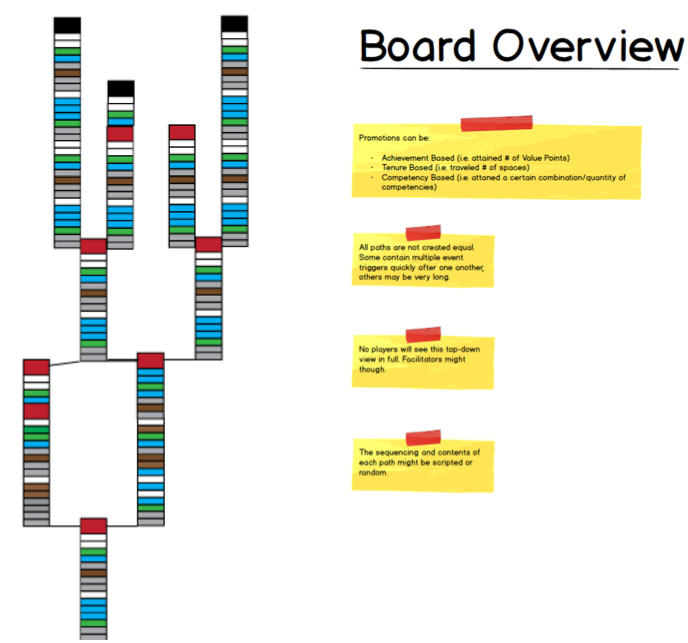 Board Overview
Promotions can be:
· Achievement Based (i.e. attained # of Value Points)
· Tenure Based (i.e. traveled # of spaces)
· Competency Based (i.e. attaned a certain combination/quantity of
competencies)
All paths are not created equal.
Some contain multiple event
triggers quickly after one another,
others may be very long.
No players will see this top-down
view in full. Facilitators might
though.
The sequencing and contents of
each path might be scripted or
random.